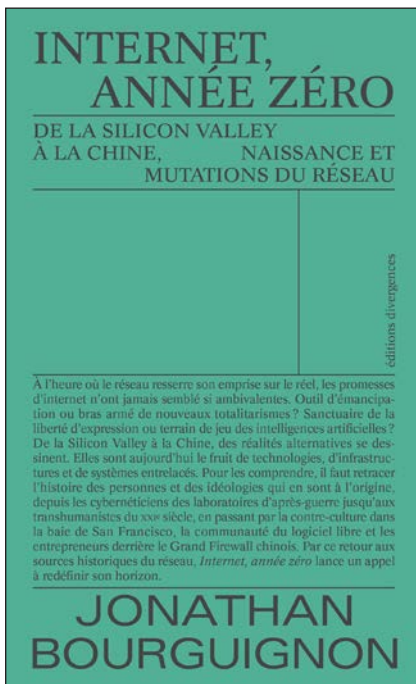 INTERNET,
ANNÉE ZÉRO
DE LA SILICON VALLEY
À LA CHINE, NAISSANCE ET
MUTATIONS DU RÉSEAU
éditions divergences
À l'heure où le réseau resserre son emprise sur le réel, les promesses
d'internet n'ont jamais semblé si ambivalentes. Outil d'émancipa-
tion ou bras armé de nouveaux totalitarismes ? Sanctuaire de la
liberté d'expression ou terrain de jeu des intelligences artificielles ?
De la Silicon Valley à la Chine, des réalités alternatives se des-
sinent. Elles sont aujourd'hui le fruit de technologies, d'infrastruc-
tures et de systèmes entrelacés. Pour les comprendre, il faut retracer
l'histoire des personnes et des idéologies qui en sont à l'origine,
depuis les cybernéticiens des laboratoires d'après-guerre jusqu'aux
transhumanistes du XXIe siècle, en passant par la contre-culture dans
la baie de San Francisco, la communauté du logiciel libre et les
entrepreneurs derrière le Grand Firewall chinois. Par ce retour aux
sources historiques du réseau, Internet, année zéro lance un appel
à redéfinir son horizon.
JONATHAN
BOURGUIGNON